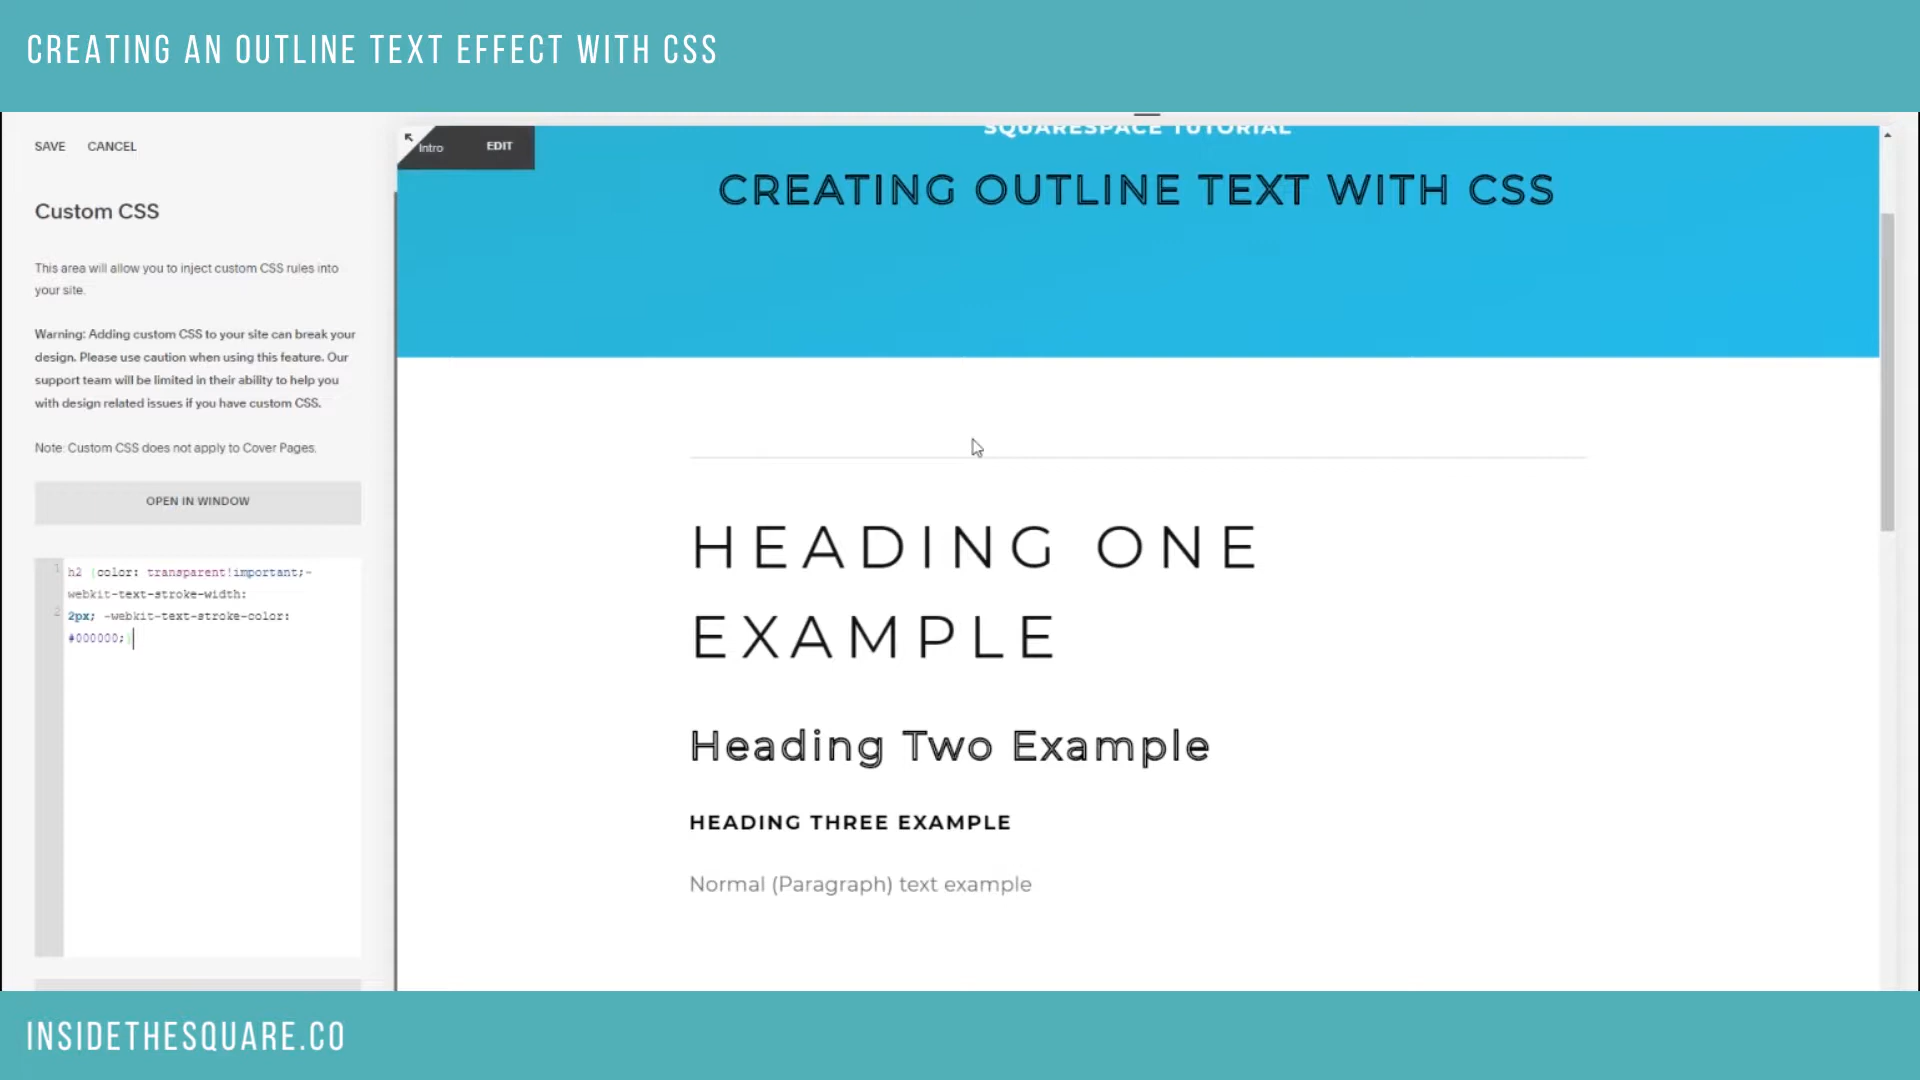 CREATING AN OUTLINE TEXT EFFECT WITH CSS
SAVE CANCEL
Intro EDIT
SQUARESPACE TUTORIAL
CREATING OUTLINE TEXT WITH CSS
Custom CSS
This area will allow you to inject custom CSS rules into
your site.
Warning: Adding custom CSS to your site can break your
design. Please use caution when using this feature. Our
support team will be limited in their ability to help you
with design related issues if you have custom CSS.
Note: Custom CSS does not apply to Cover Pages.
OPEN IN WINDOW
1 h2 {color: transparent!important;-
webkit-text-stroke-width:
2 2px; -webkit-text-stroke-color:
#000000;}
HEADING ONE
EXAMPLE
Heading Two Example
HEADING THREE EXAMPLE
Normal (Paragraph) text example
INSIDETHESQUARE.CO